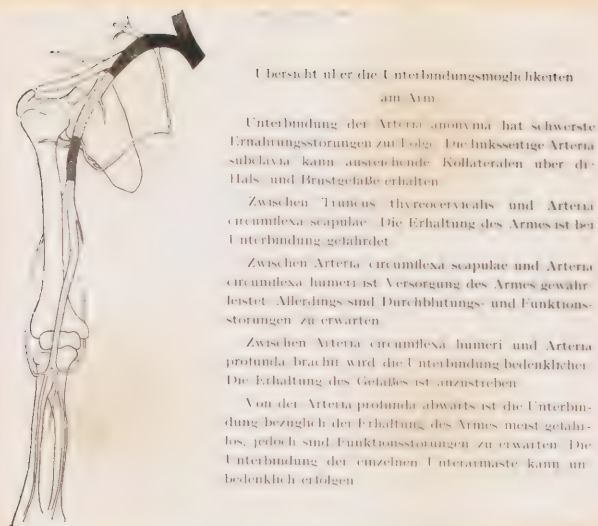 Übersicht über die Unterbindungsmöglichkeiten
am Arm
Unterbindung der Arteria anonyma hat schwerste
Ernährungsstörungen zur Folge. Die linksseitige Arteria
subclavia kann ausreichende Kollateralen über die
Hals- und Brustgefäße erhalten.
Zwischen Truncus thyreocervicalis und Arteria
circumflexa scapulae. Die Erhaltung des Armes ist bei
Unterbindung gefährdet.
Zwischen Arteria circumflexa scapulae und Arteria
circumflexa humeri ist Versorgung des Armes gewähr-
leistet. Allerdings sind Durchblutungs- und Funktions-
störungen zu erwarten.
Zwischen Arteria circumflexa humeri und Arteria
profunda brachii wird die Unterbindung bedenklicher.
Die Erhaltung des Gefäßes ist anzustreben.
Von der Arteria profunda abwärts ist die Unterbin-
dung bezüglich der Erhaltung des Armes meist gefahr-
los, jedoch sind Funktionsstörungen zu erwarten. Die
Unterbindung der einzelnen Unterarmäste kann un-
bedenklich erfolgen.